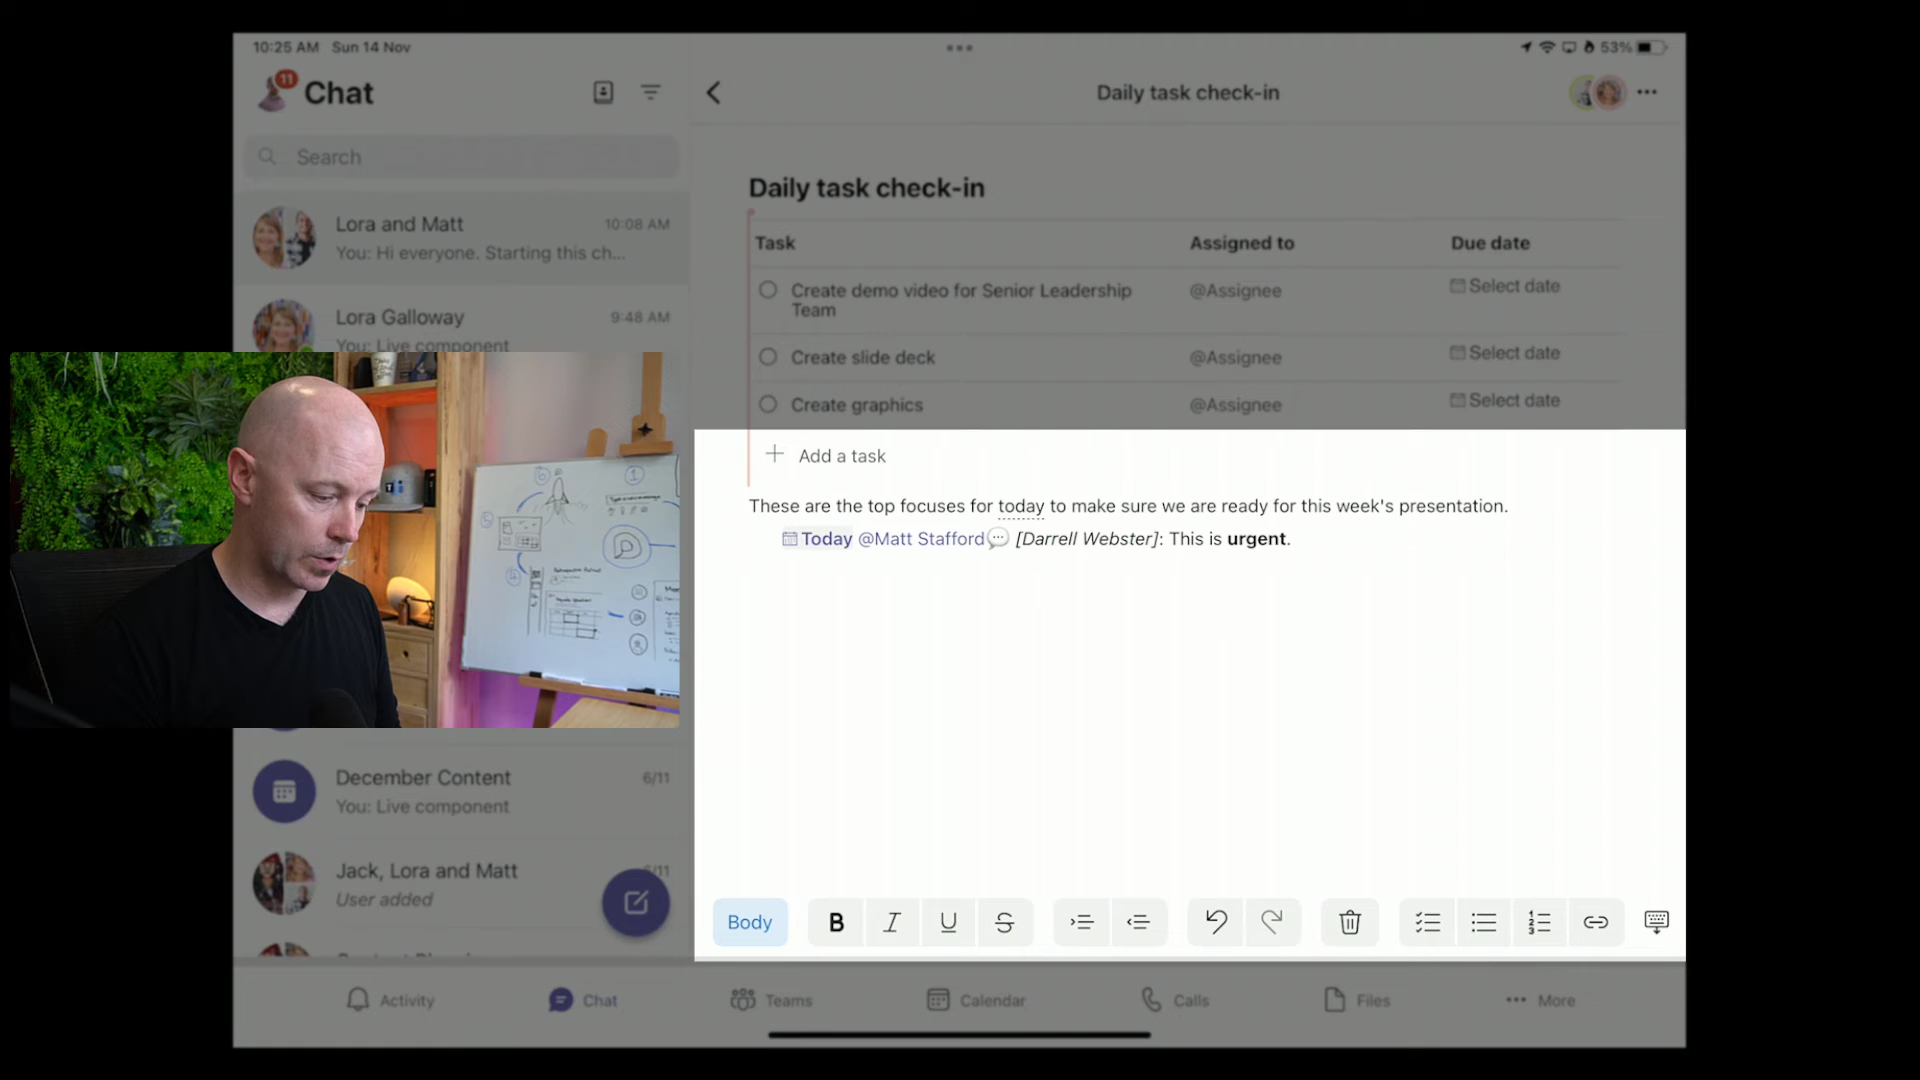 10:25 AM Sun 14 Nov
53%
11
Chat
Daily task check-in
Search
Lora and Matt
10:08 AM
You: Hi everyone. Starting this ch...
Lora Galloway
9:48 AM
You: Live component
December Content
6/11
You: Live component
Jack, Lora and Matt
User added
Daily task check-in
Task
Assigned to
Due date
Create demo video for Senior Leadership
Team
@Assignee
Select date
Create slide deck
@Assignee
Select date
Create graphics
@Assignee
Select date
Add a task
These are the top focuses for today to make sure we are ready for this week's presentation.
Today @Matt Stafford [Darrell Webster]: This is urgent.
Body
B
I
U
S
Activity
Chat
Teams
Calendar
Calls
Files
More